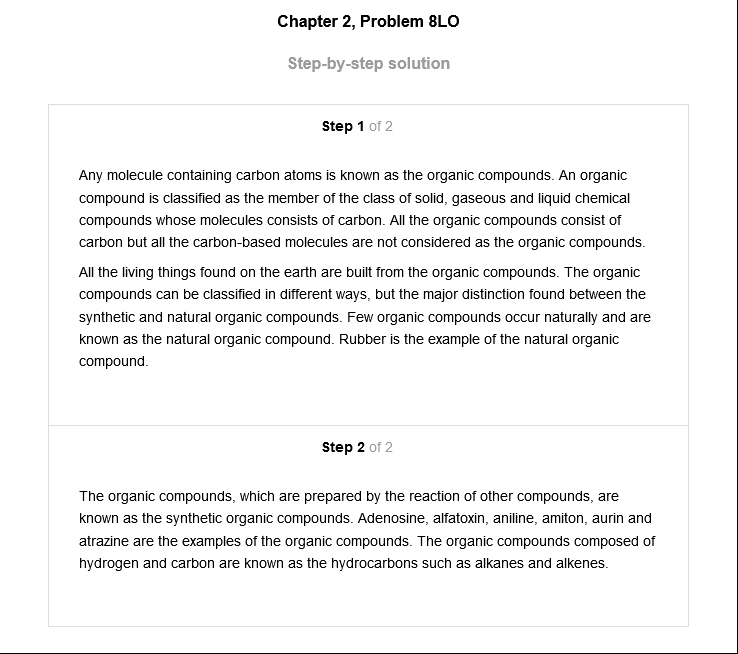 Chapter 2, Problem 8LO
Step-by-step solution
Step 1 of 2
Any molecule containing carbon atoms is known as the organic compounds. An organic
compound is classified as the member of the class of solid, gaseous and liquid chemical
compounds whose molecules consists of carbon. All the organic compounds consist of
carbon but all the carbon-based molecules are not considered as the organic compounds.
All the living things found on the earth are built from the organic compounds. The organic
compounds can be classified in different ways, but the major distinction found between the
synthetic and natural organic compounds. Few organic compounds occur naturally and are
known as the natural organic compound. Rubber is the example of the natural organic
compound.
Step 2 of 2
The organic compounds, which are prepared by the reaction of other compounds, are
known as the synthetic organic compounds. Adenosine, alfatoxin, aniline, amiton, aurin and
atrazine are the examples of the organic compounds. The organic compounds composed of
hydrogen and carbon are known as the hydrocarbons such as alkanes and alkenes.